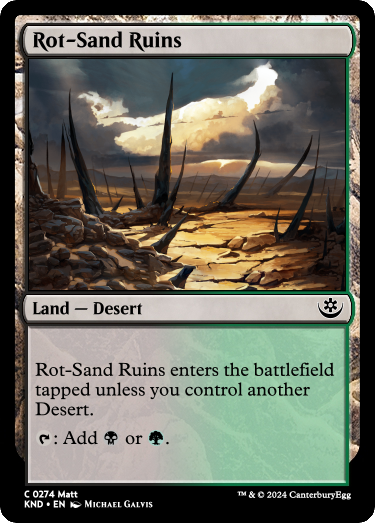 Rot-Sand Ruins
Land — Desert
Rot-Sand Ruins enters the battlefield
tapped unless you control another
Desert.
: Add or .
C 0274 Matt
KND • EN Michael Galvis
™ & © 2024 CanterburyEgg